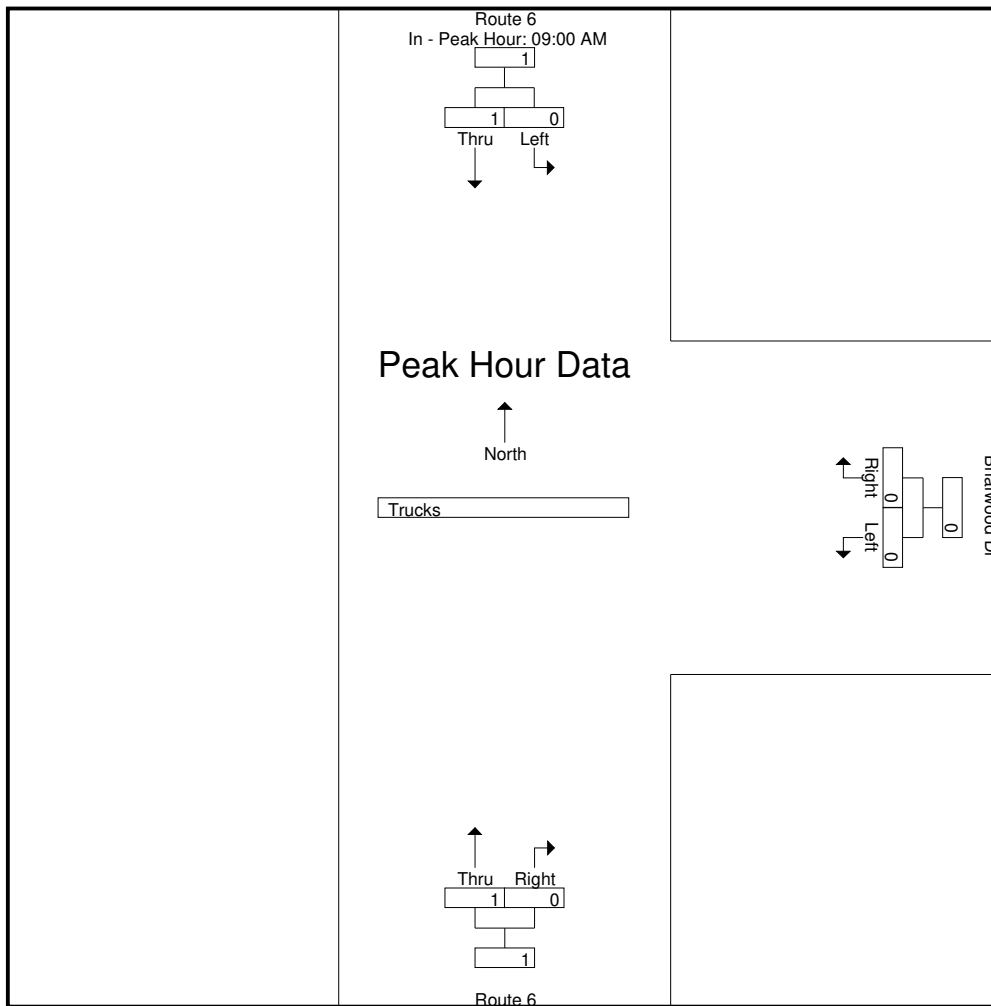 Route 6
In - Peak Hour: 09:00 AM
1
1 0
Thru Left
Peak Hour Data
North
Trucks
Right
Left
0
0
0
Dr
Thru Right
1 0
1
Route 6